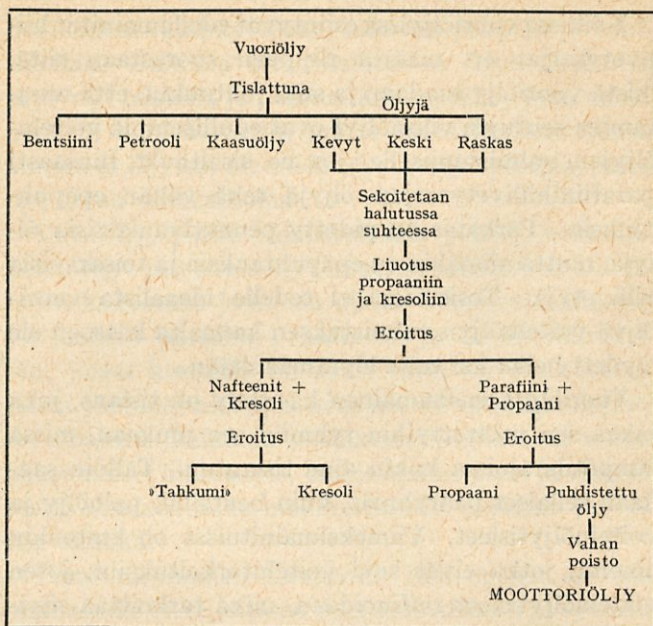 Vuoriöljy
Tislattuna
Öljyjä
Bentsiini Petrooli Kaasuöljy Kevyt Keski Raskas
Sekoitetaan
halutussa
suhteessa
Liuotus
propaaniin
ja kresoliin
Eroitus
Nafteenit + Parafiini +
Kresoli Propaani
Eroitus Eroitus
»Tahkumi» Kresoli Propaani Puhdistettu
öljy
Vahan
poisto
MOOTTORIÖLJY